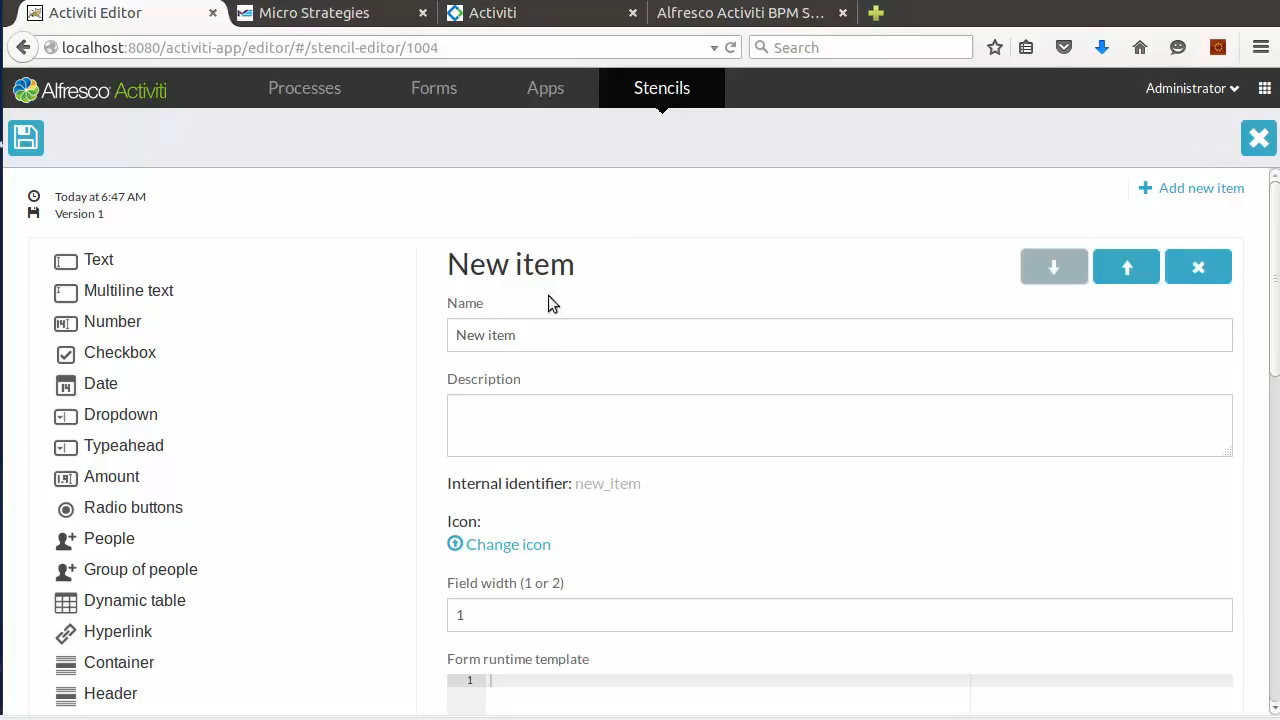 Activiti Editor
Micro Strategies
Activiti
Alfresco Activiti BPM S...
localhost:8080/activiti-app/editor/#/stencil-editor/1004
Search
Alfresco Activiti
Processes
Forms
Apps
Stencils
Administrator
Today at 6:47 AM
Version 1
Add new item
Text
Multiline text
Number
Checkbox
Date
Dropdown
Typeahead
Amount
Radio buttons
People
Group of people
Dynamic table
Hyperlink
Container
Header
New item
Name
New item
Description
Internal identifier: new_item
Icon:
Change icon
Field width (1 or 2)
1
Form runtime template
1